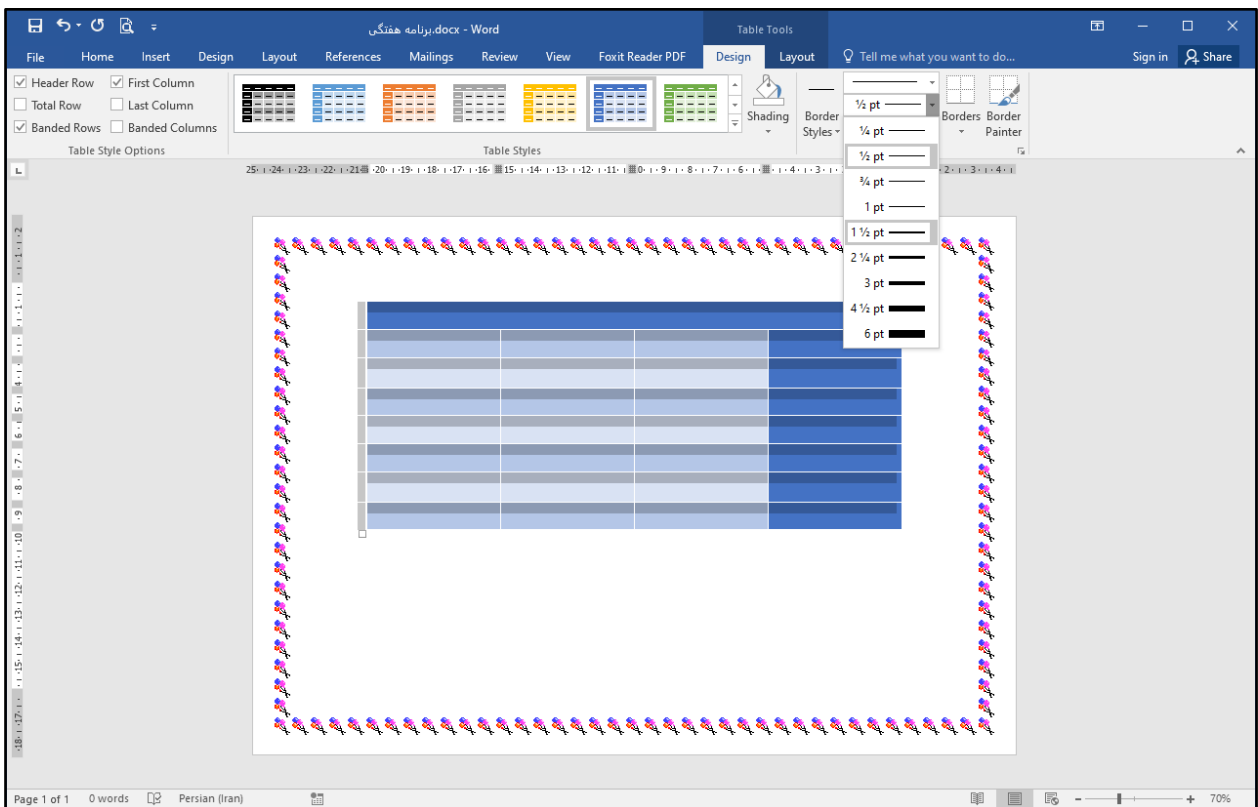 برنامه هفتگی.docx - Word
Table Tools
File Home Insert Design Layout References Mailings Review View Foxit Reader PDF Design Layout Tell me what you want to do... Sign in Share
Header Row First Column
Total Row Last Column
Banded Rows Banded Columns
Table Style Options
Table Styles
Shading
Border Styles
½ pt
Borders
Border Painter
¼ pt
½ pt
¾ pt
1 pt
1 ½ pt
2 ¼ pt
3 pt
4 ½ pt
6 pt
Page 1 of 1 0 words Persian (Iran) 70%